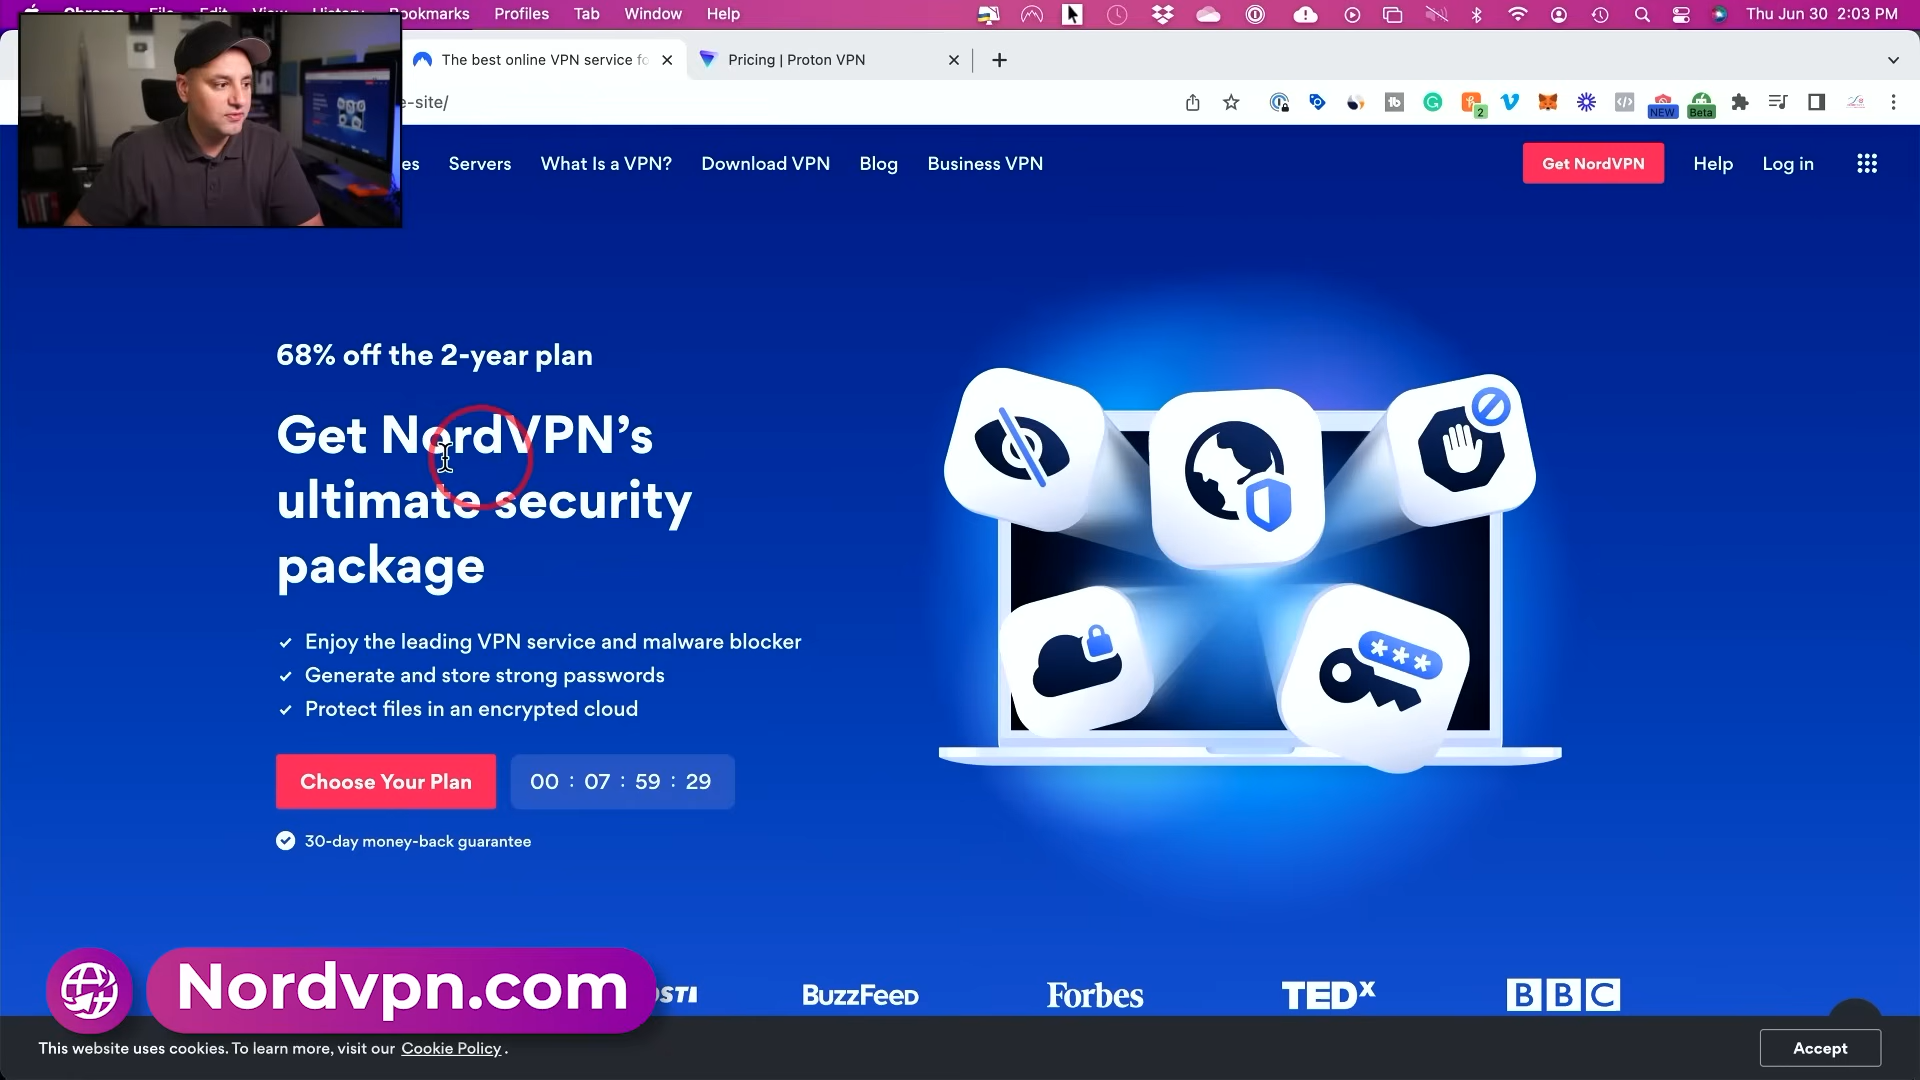 Bookmarks Profiles Tab Window Help
Thu Jun 30 2:03 PM
The best online VPN service fo
Pricing | Proton VPN
e-site/
tb
2
NEW
Beta
es Servers What Is a VPN? Download VPN Blog Business VPN
Get NordVPN Help Log in
68% off the 2-year plan
Get NordVPN’s
ultimate security
package
Enjoy the leading VPN service and malware blocker
Generate and store strong passwords
Protect files in an encrypted cloud
Choose Your Plan 00 : 07 : 59 : 29
30-day money-back guarantee
***
Nordvpn.com
BuzzFeed Forbes TEDx BBC
This website uses cookies. To learn more, visit our Cookie Policy.
Accept